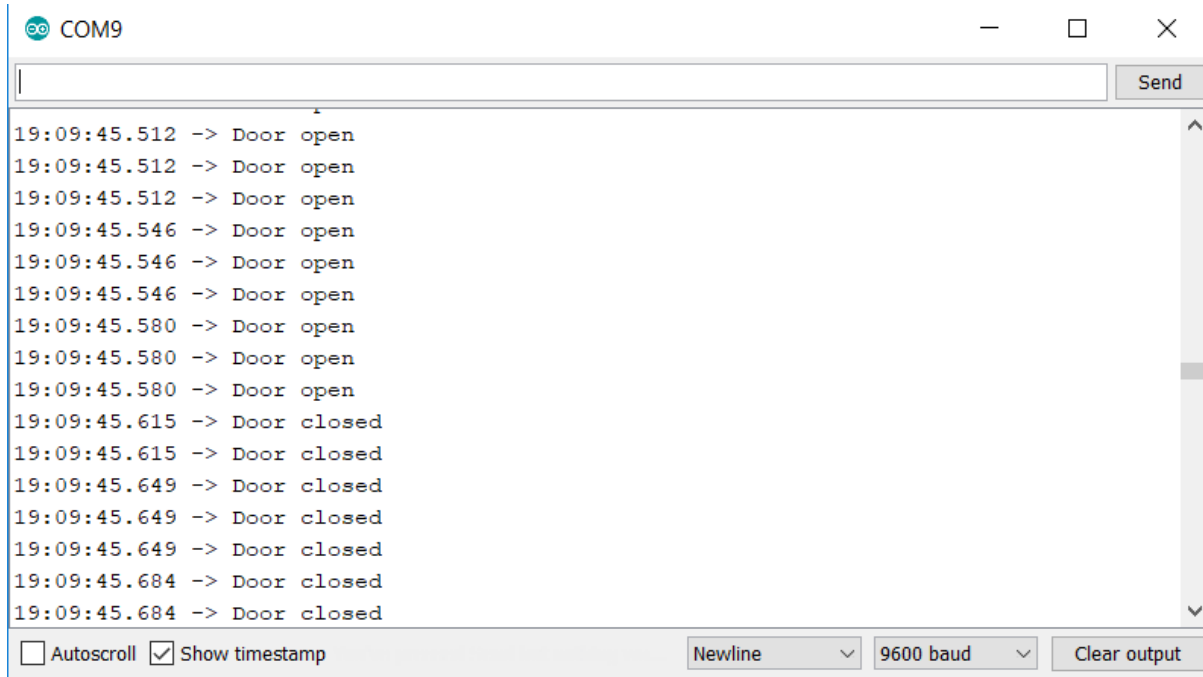 COM9
Send
19:09:45.512 -> Door open
19:09:45.512 -> Door open
19:09:45.512 -> Door open
19:09:45.546 -> Door open
19:09:45.546 -> Door open
19:09:45.546 -> Door open
19:09:45.580 -> Door open
19:09:45.580 -> Door open
19:09:45.580 -> Door open
19:09:45.615 -> Door closed
19:09:45.615 -> Door closed
19:09:45.649 -> Door closed
19:09:45.649 -> Door closed
19:09:45.649 -> Door closed
19:09:45.684 -> Door closed
19:09:45.684 -> Door closed
Autoscroll Show timestamp Newline 9600 baud Clear output